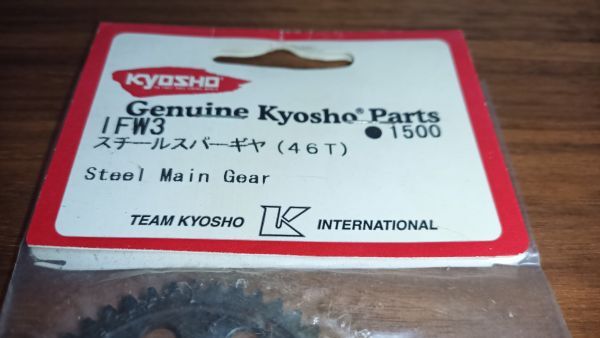 KYOSHO
Genuine Kyosho® Parts
IFW3 ●1500
スチールスパーギヤ(46T)
Steel Main Gear
TEAM KYOSHO K INTERNATIONAL